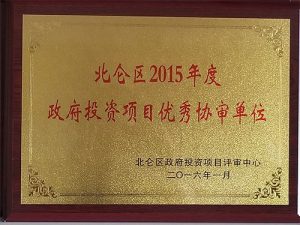 北仑区2015年度
政府投资项目优秀协审单位
北仑区政府投资项目评审中心
二〇一六年一月